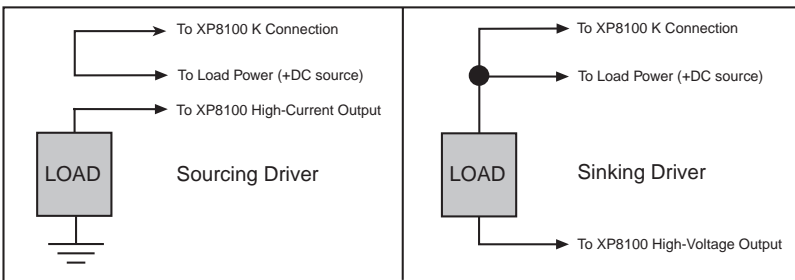 To XP8100 K Connection
To Load Power (+DC source)
To XP8100 High-Current Output
LOAD
Sourcing Driver
To XP8100 K Connection
To Load Power (+DC source)
LOAD
Sinking Driver
To XP8100 High-Voltage Output